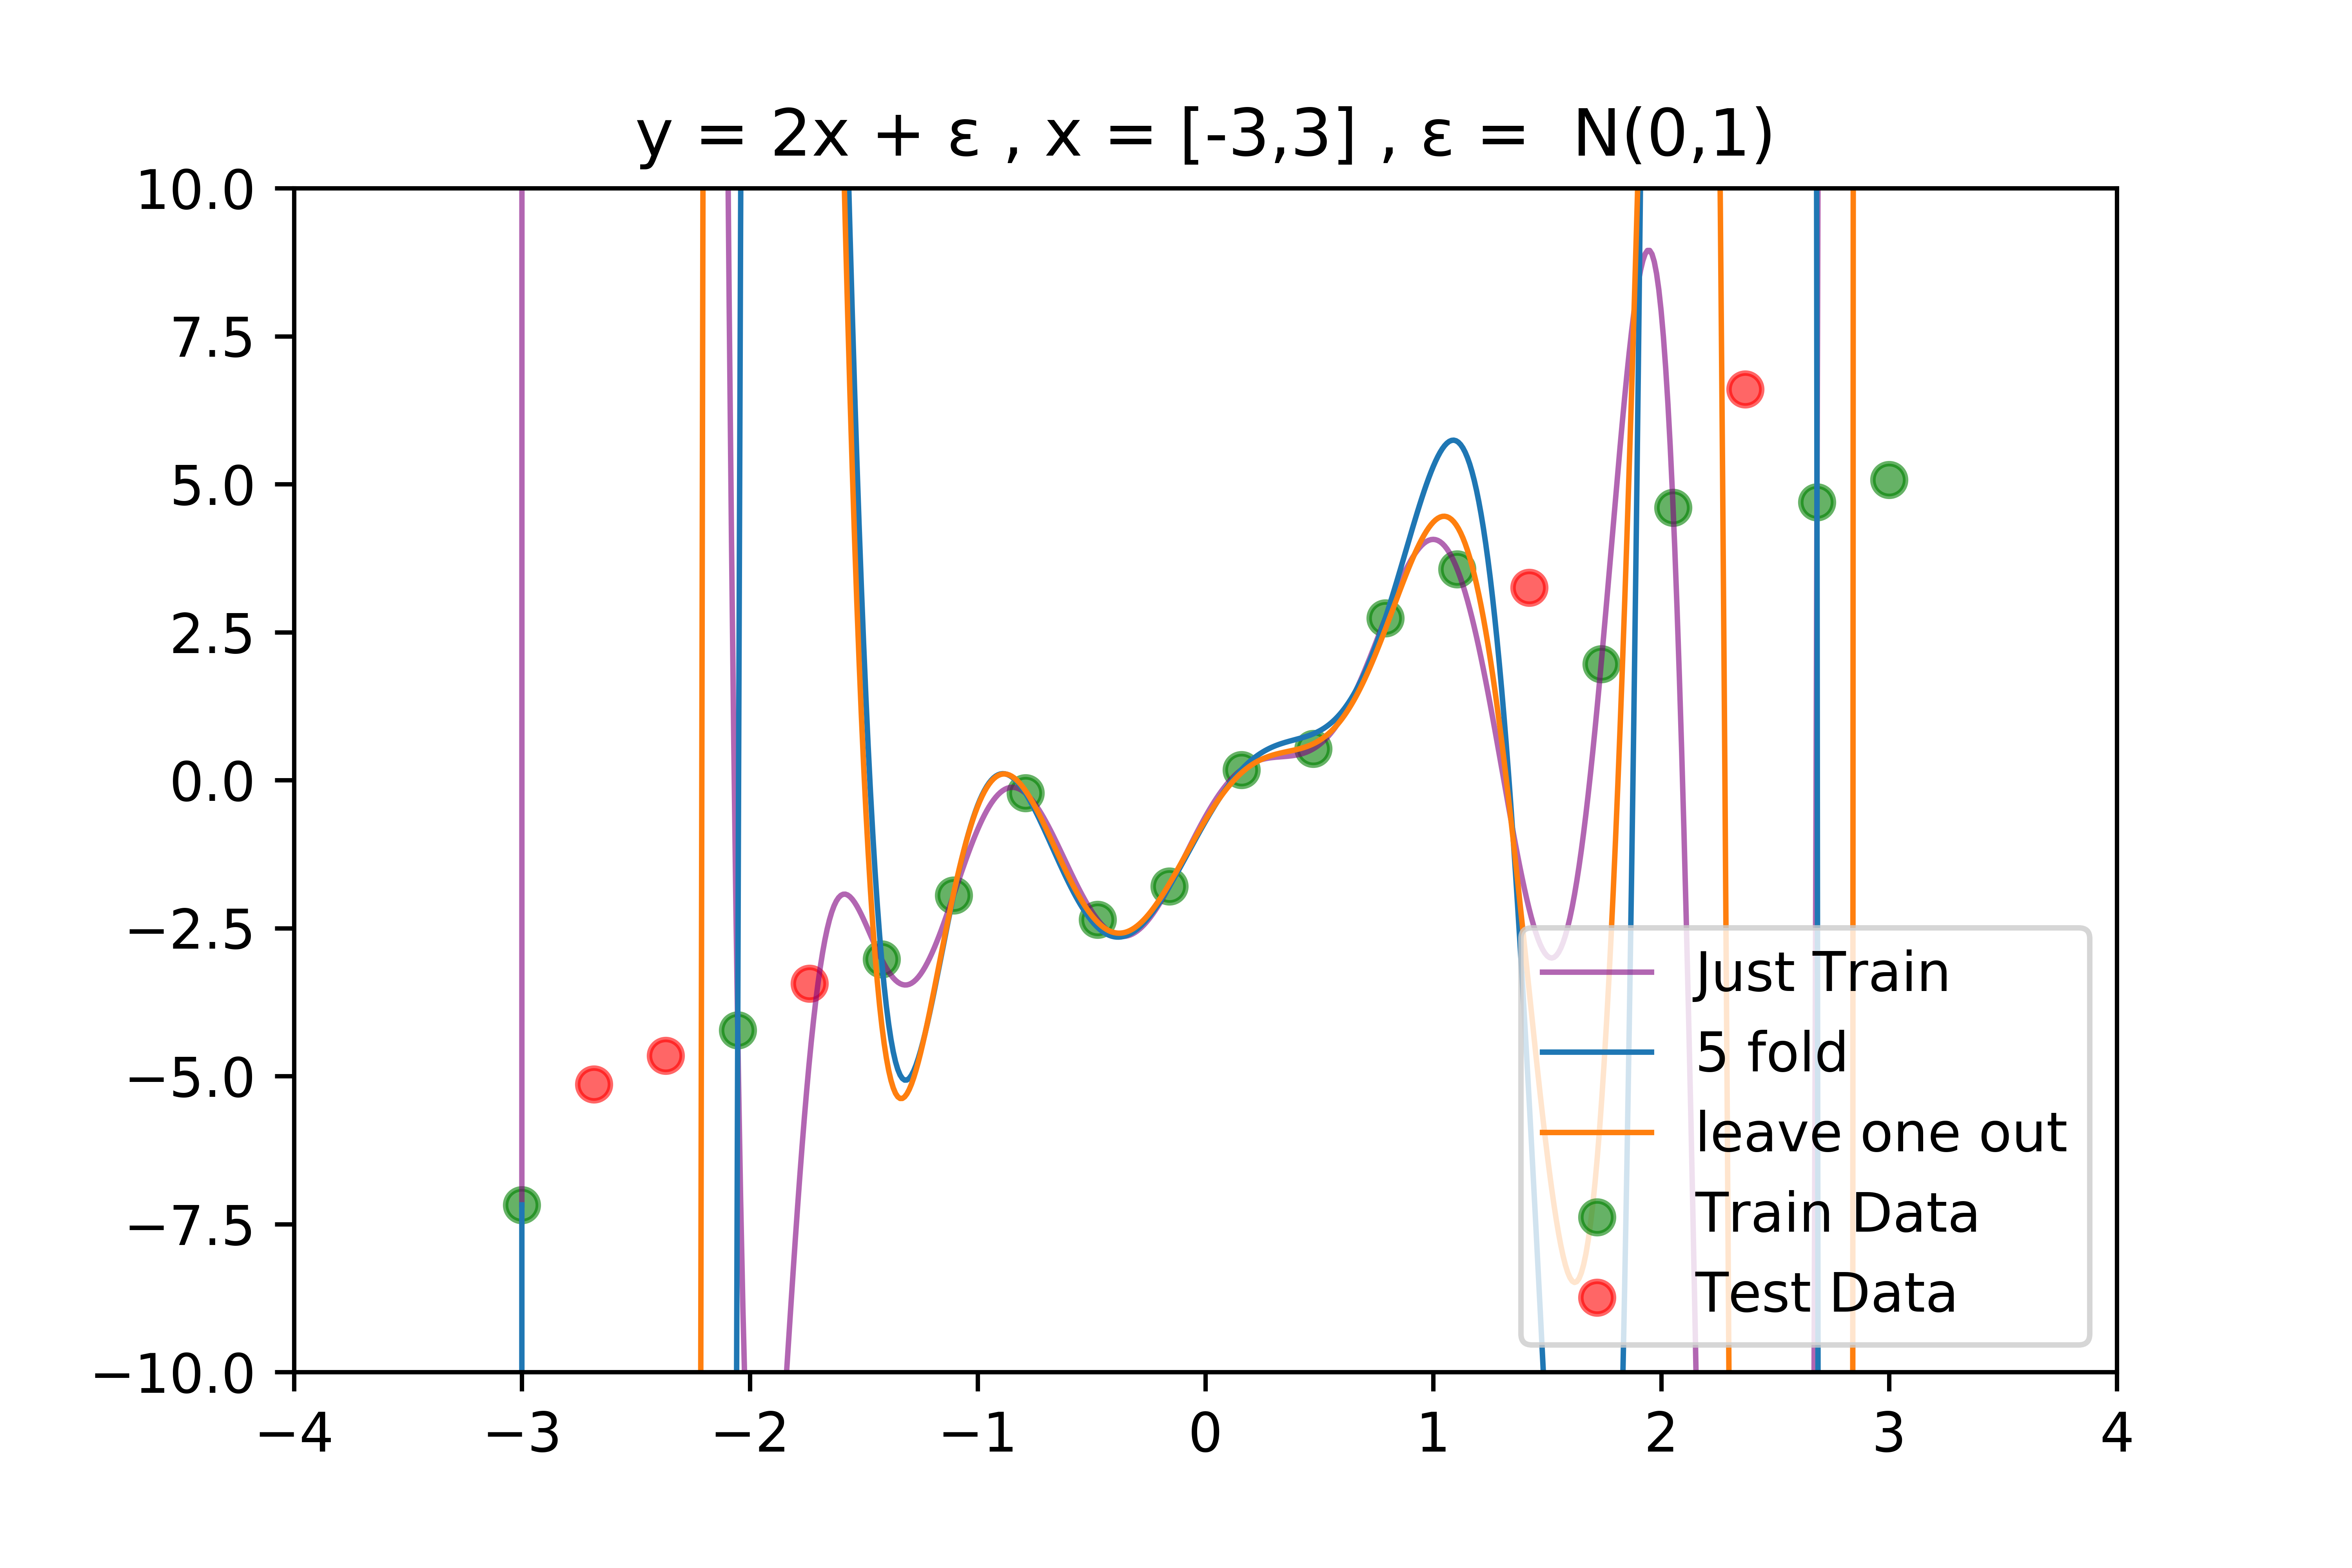 y = 2x + ε , x = [-3,3] , ε =  N(0,1)
10.0
7.5
5.0
2.5
0.0
−2.5
−5.0
−7.5
−10.0
−4 −3 −2 −1 0 1 2 3 4
Just Train
5 fold
leave one out
Train Data
Test Data